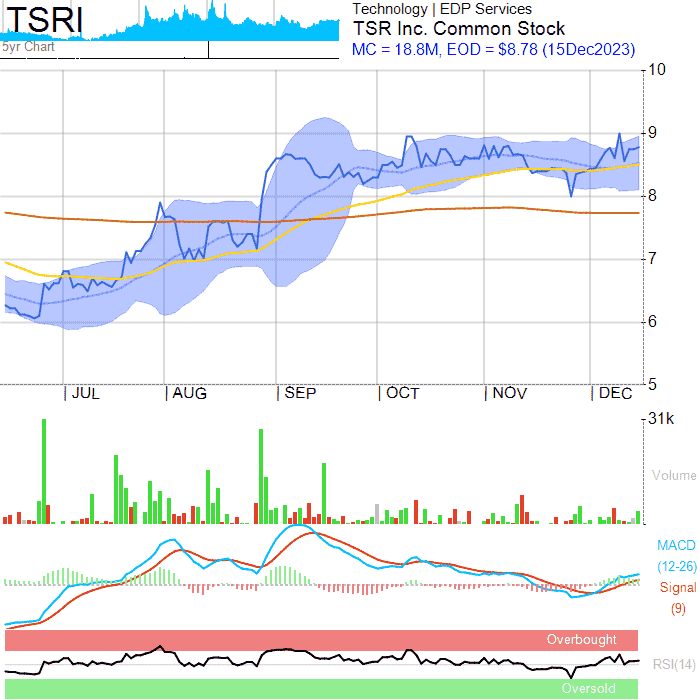 TSRI
Technology | EDP Services
TSR Inc. Common Stock
5yr Chart
MC = 18.8M, EOD = $8.78 (15Dec2023)
10
9
8
7
6
5
JUL AUG SEP OCT NOV DEC
31k
Volume
MACD
(12-26)
Signal
(9)
Overbought
RSI(14)
Oversold